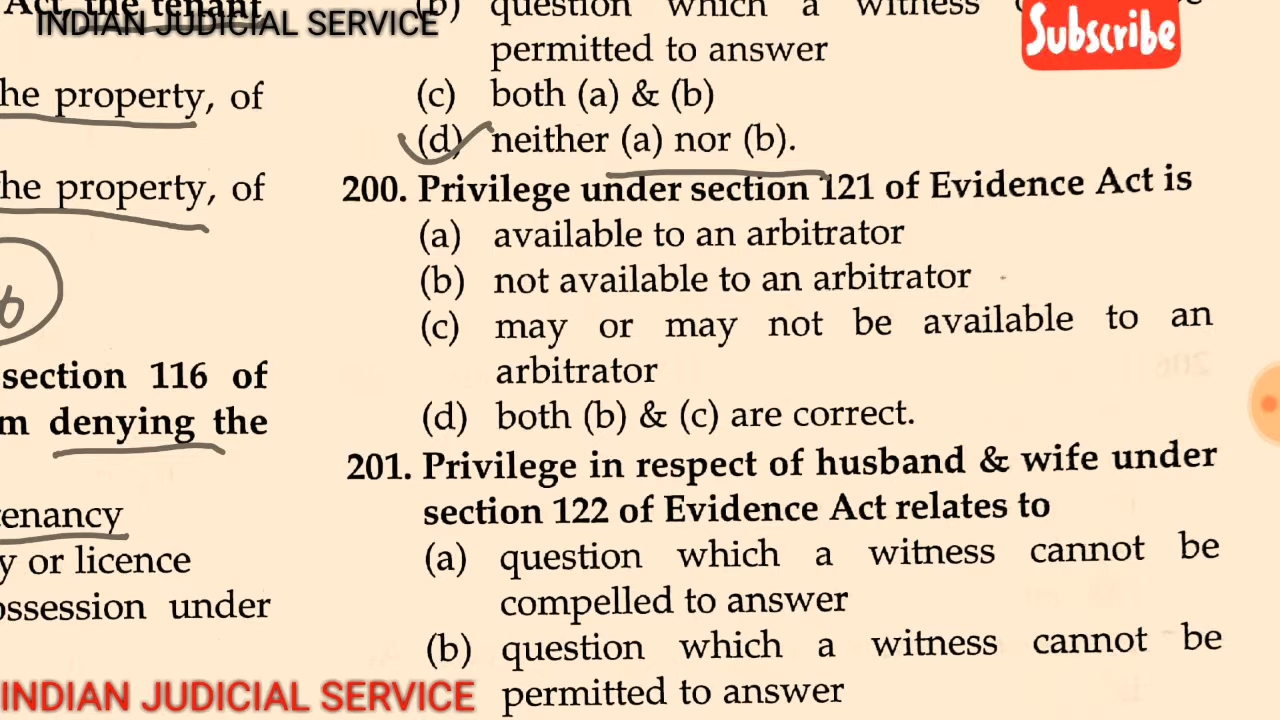 Act, the tenant
INDIAN JUDICIAL SERVICE
he property, of
he property, of
section 116 of
m denying the
tenancy
y or licence
ossession under
(b) question which a witness
permitted to answer
(c) both (a) & (b)
(d) neither (a) nor (b).
200. Privilege under section 121 of Evidence Act is
(a) available to an arbitrator
(b) not available to an arbitrator
(c) may or may not be available to an
arbitrator
(d) both (b) & (c) are correct.
201. Privilege in respect of husband & wife under
section 122 of Evidence Act relates to
(a) question which a witness cannot be
compelled to answer
(b) question which a witness cannot be
permitted to answer
Subscribe
INDIAN JUDICIAL SERVICE